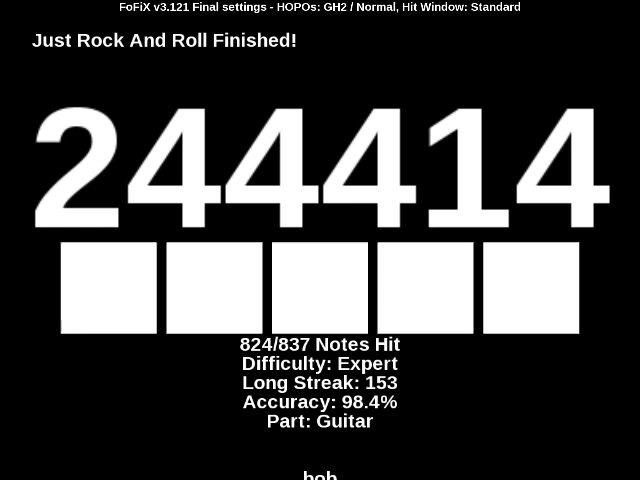 FoFiX v3.121 Final settings - HOPOs: GH2 / Normal, Hit Window: Standard
Just Rock And Roll Finished!
244414
824/837 Notes Hit
Difficulty: Expert
Long Streak: 153
Accuracy: 98.4%
Part: Guitar